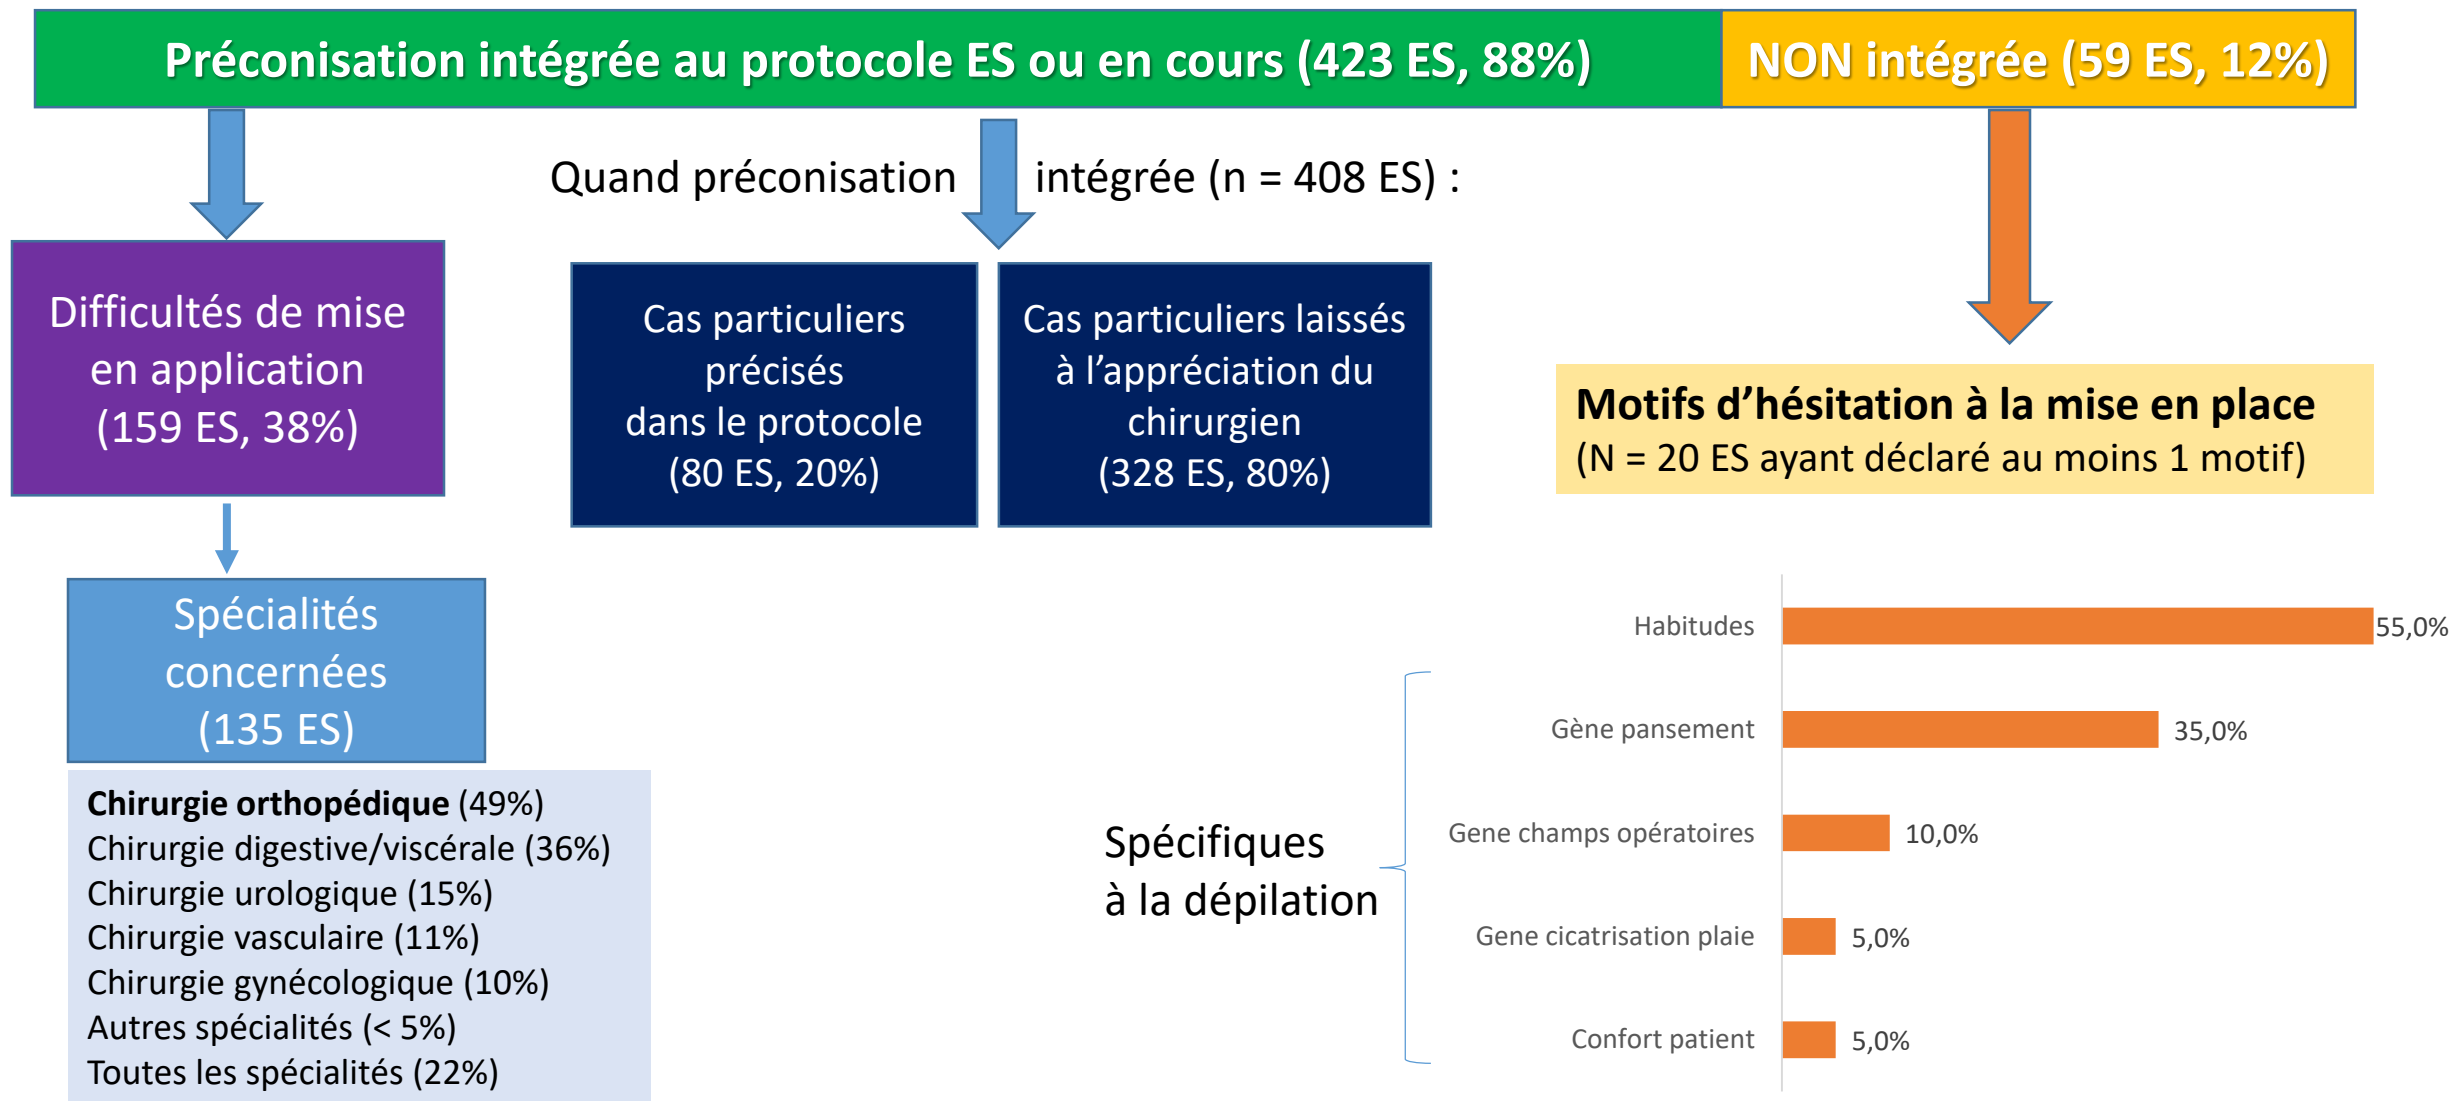 Préconisation intégrée au protocole ES ou en cours (423 ES, 88%)
NON intégrée (59 ES, 12%)
Quand préconisation intégrée (n = 408 ES) :
Difficultés de mise
en application
(159 ES, 38%)
Cas particuliers
précisés
dans le protocole
(80 ES, 20%)
Cas particuliers laissés
à l’appréciation du
chirurgien
(328 ES, 80%)
Motifs d’hésitation à la mise en place
(N = 20 ES ayant déclaré au moins 1 motif)
Spécialités
concernées
(135 ES)
Chirurgie orthopédique (49%)
Chirurgie digestive/viscérale (36%)
Chirurgie urologique (15%)
Chirurgie vasculaire (11%)
Chirurgie gynécologique (10%)
Autres spécialités (< 5%)
Toutes les spécialités (22%)
Spécifiques
à la dépilation
Habitudes 55,0%
Gène pansement 35,0%
Gene champs opératoires 10,0%
Gene cicatrisation plaie 5,0%
Confort patient 5,0%